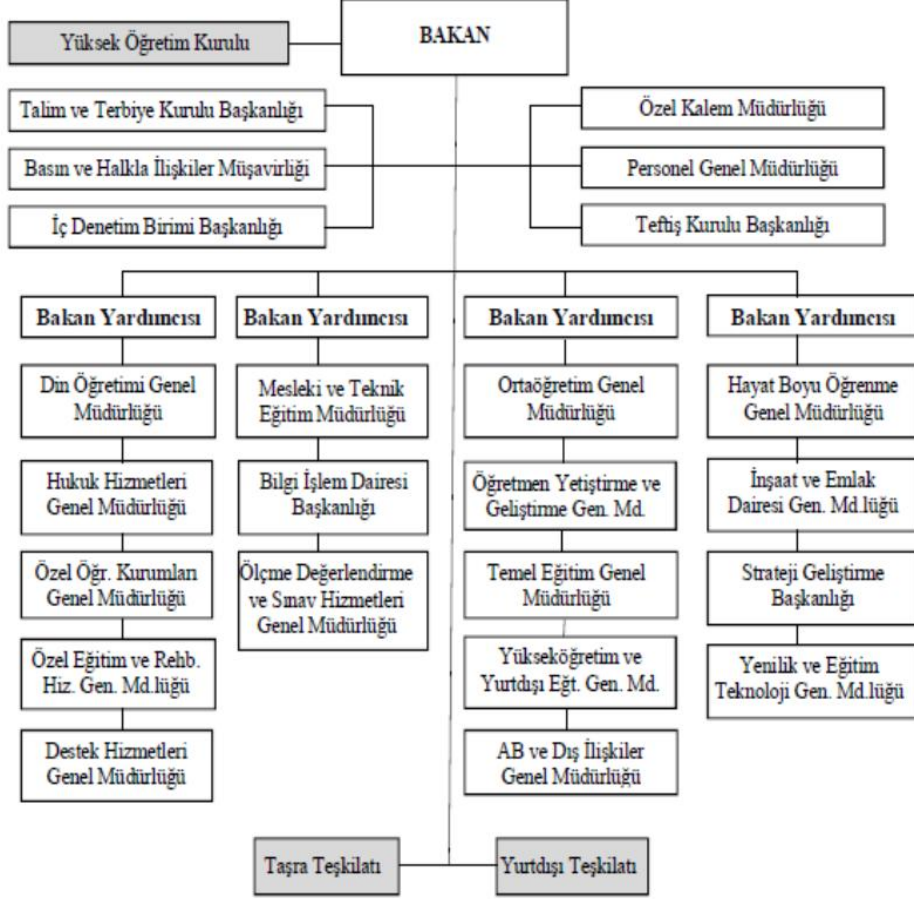 Yüksek Öğretim Kurulu
BAKAN
Talim ve Terbiye Kurulu Başkanlığı
Özel Kalem Müdürlüğü
Basın ve Halkla İlişkiler Müşavirliği
Personel Genel Müdürlüğü
İç Denetim Birimi Başkanlığı
Teftiş Kurulu Başkanlığı
Bakan Yardımcısı
Din Öğretimi Genel
Müdürlüğü
Hukuk Hizmetleri
Genel Müdürlüğü
Özel Öğr. Kurumları
Genel Müdürlüğü
Özel Eğitim ve Rehb.
Hiz. Gen. Md.lüğü
Destek Hizmetleri
Genel Müdürlüğü
Bakan Yardımcısı
Mesleki ve Teknik
Eğitim Müdürlüğü
Bilgi İşlem Dairesi
Başkanlığı
Ölçme Değerlendirme
ve Sınav Hizmetleri
Genel Müdürlüğü
Bakan Yardımcısı
Ortaöğretim Genel
Müdürlüğü
Öğretmen Yetiştirme ve
Geliştirme Gen. Md.
Temel Eğitim Genel
Müdürlüğü
Yükseköğretim ve
Yurtdışı Eğt. Gen. Md.
AB ve Dış İlişkiler
Genel Müdürlüğü
Bakan Yardımcısı
Hayat Boyu Öğrenme
Genel Müdürlüğü
İnşaat ve Emlak
Dairesi Gen. Md.lüğü
Strateji Geliştirme
Başkanlığı
Yenilik ve Eğitim
Teknoloji Gen. Md.lüğü
Taşra Teşkilatı
Yurtdışı Teşkilatı